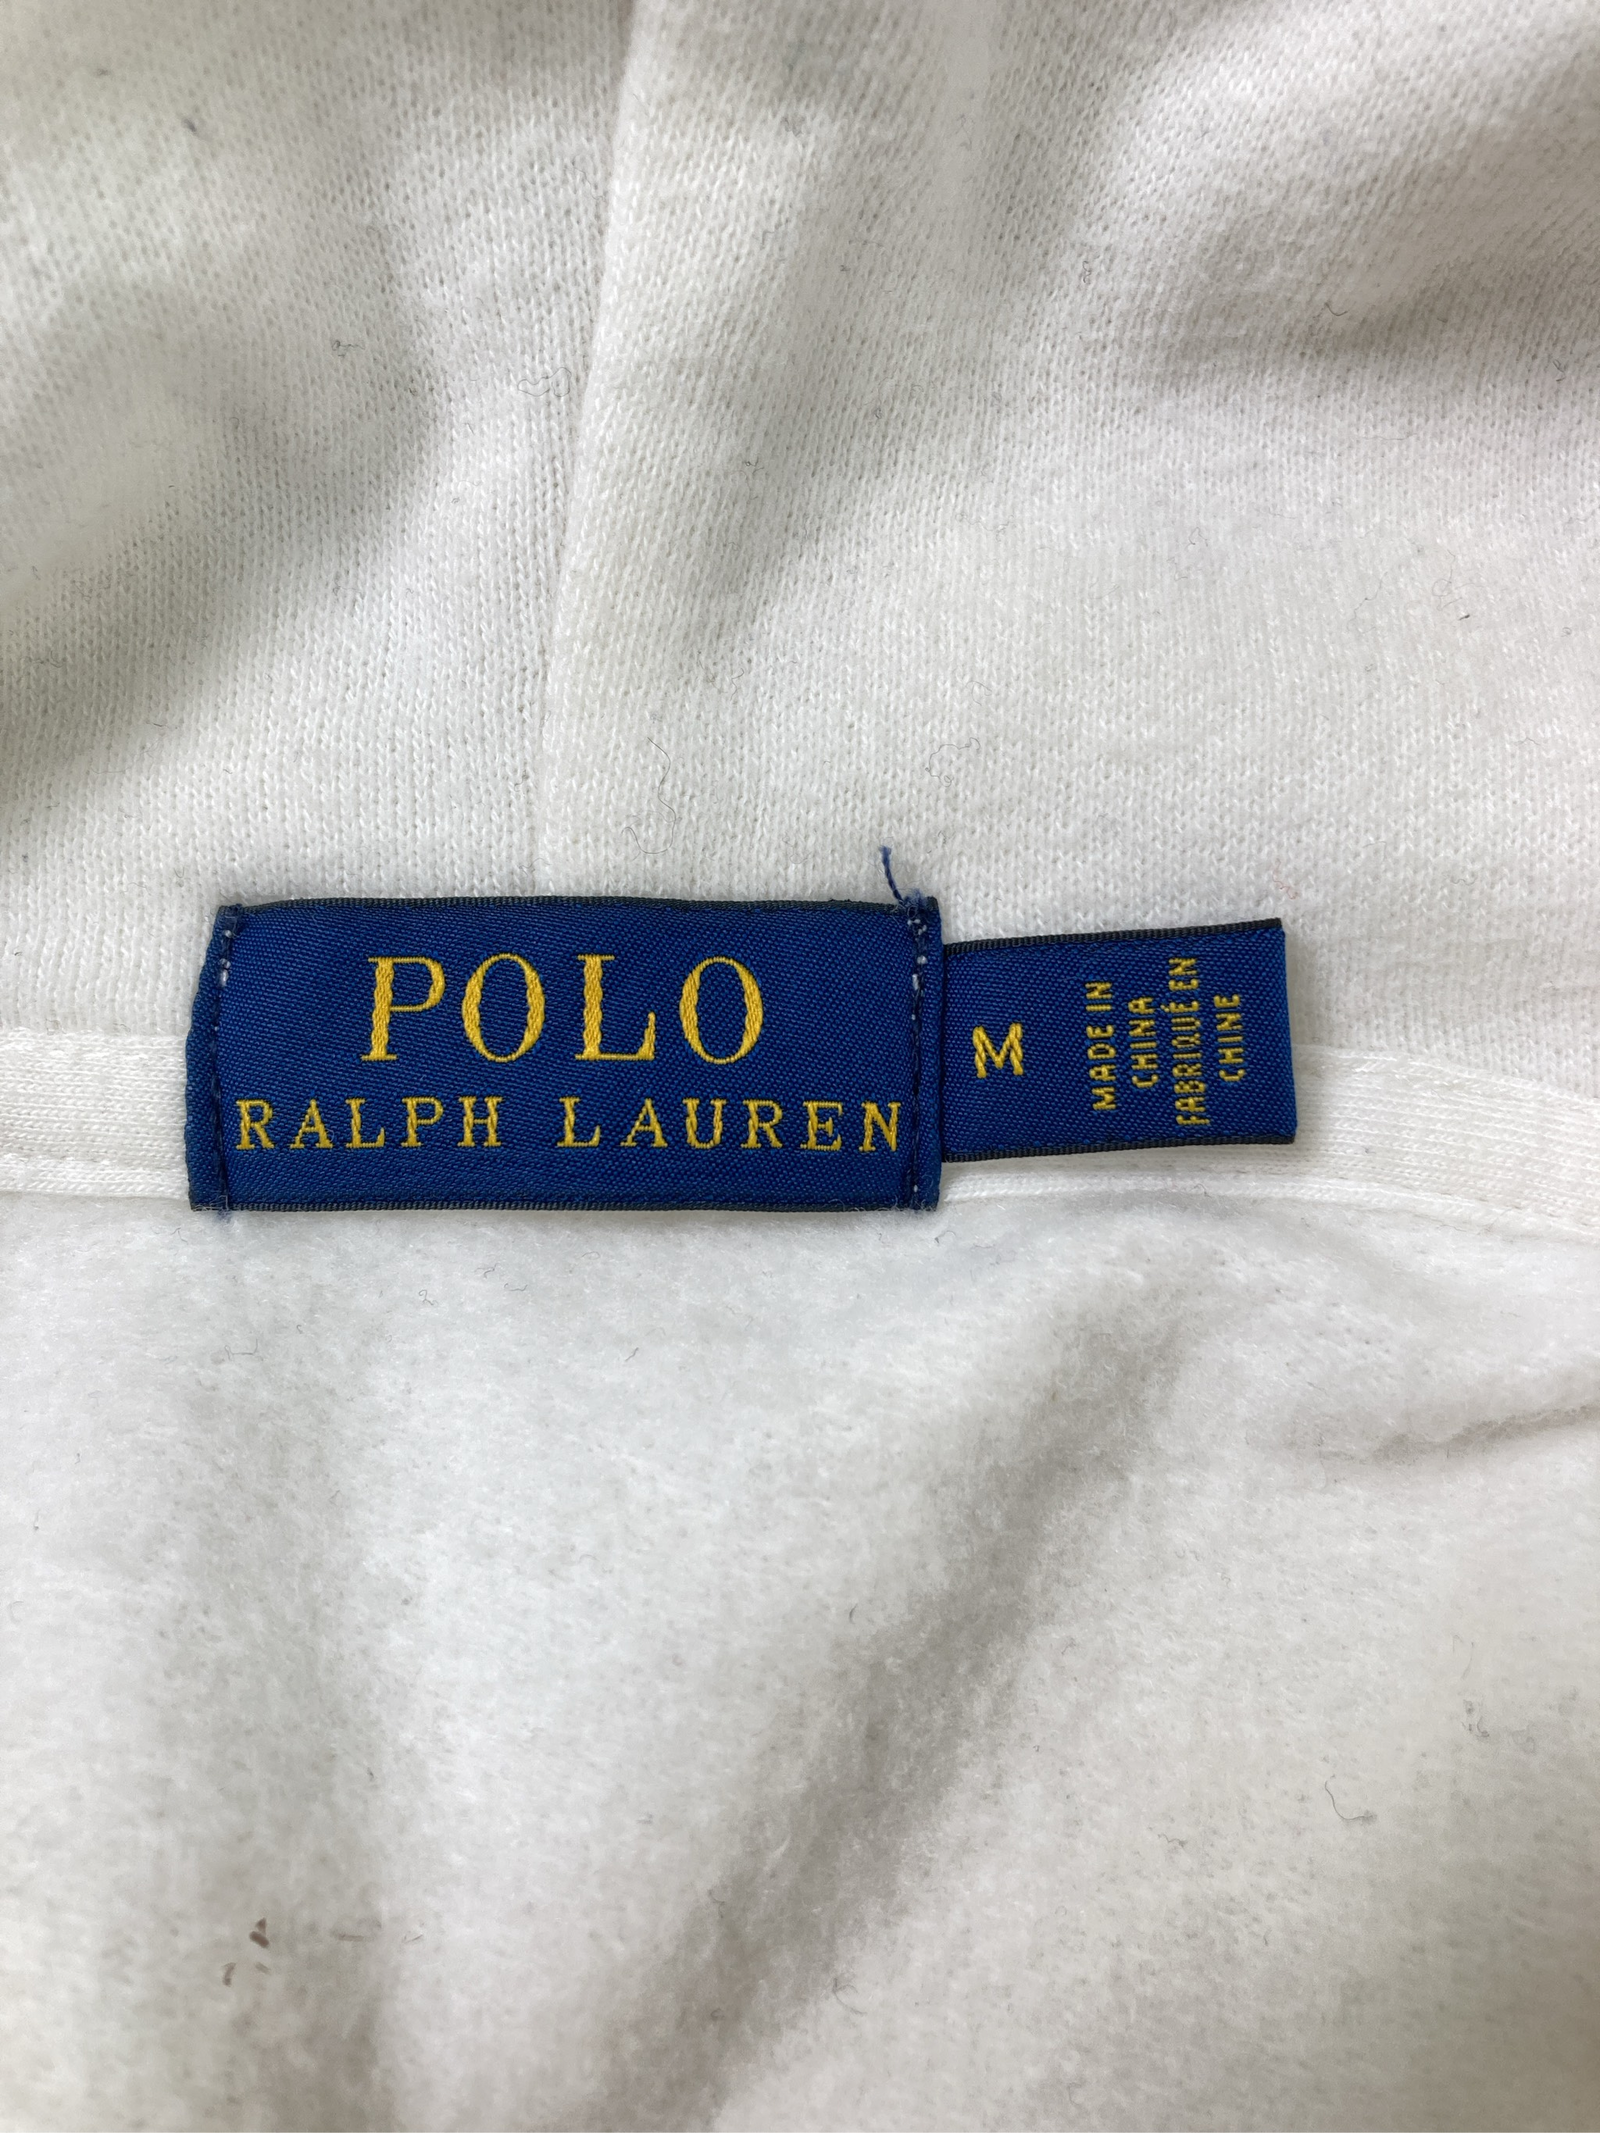 POLO
RALPH LAUREN
M
MADE IN
CHINA
FABRIQUÉ EN
CHINE